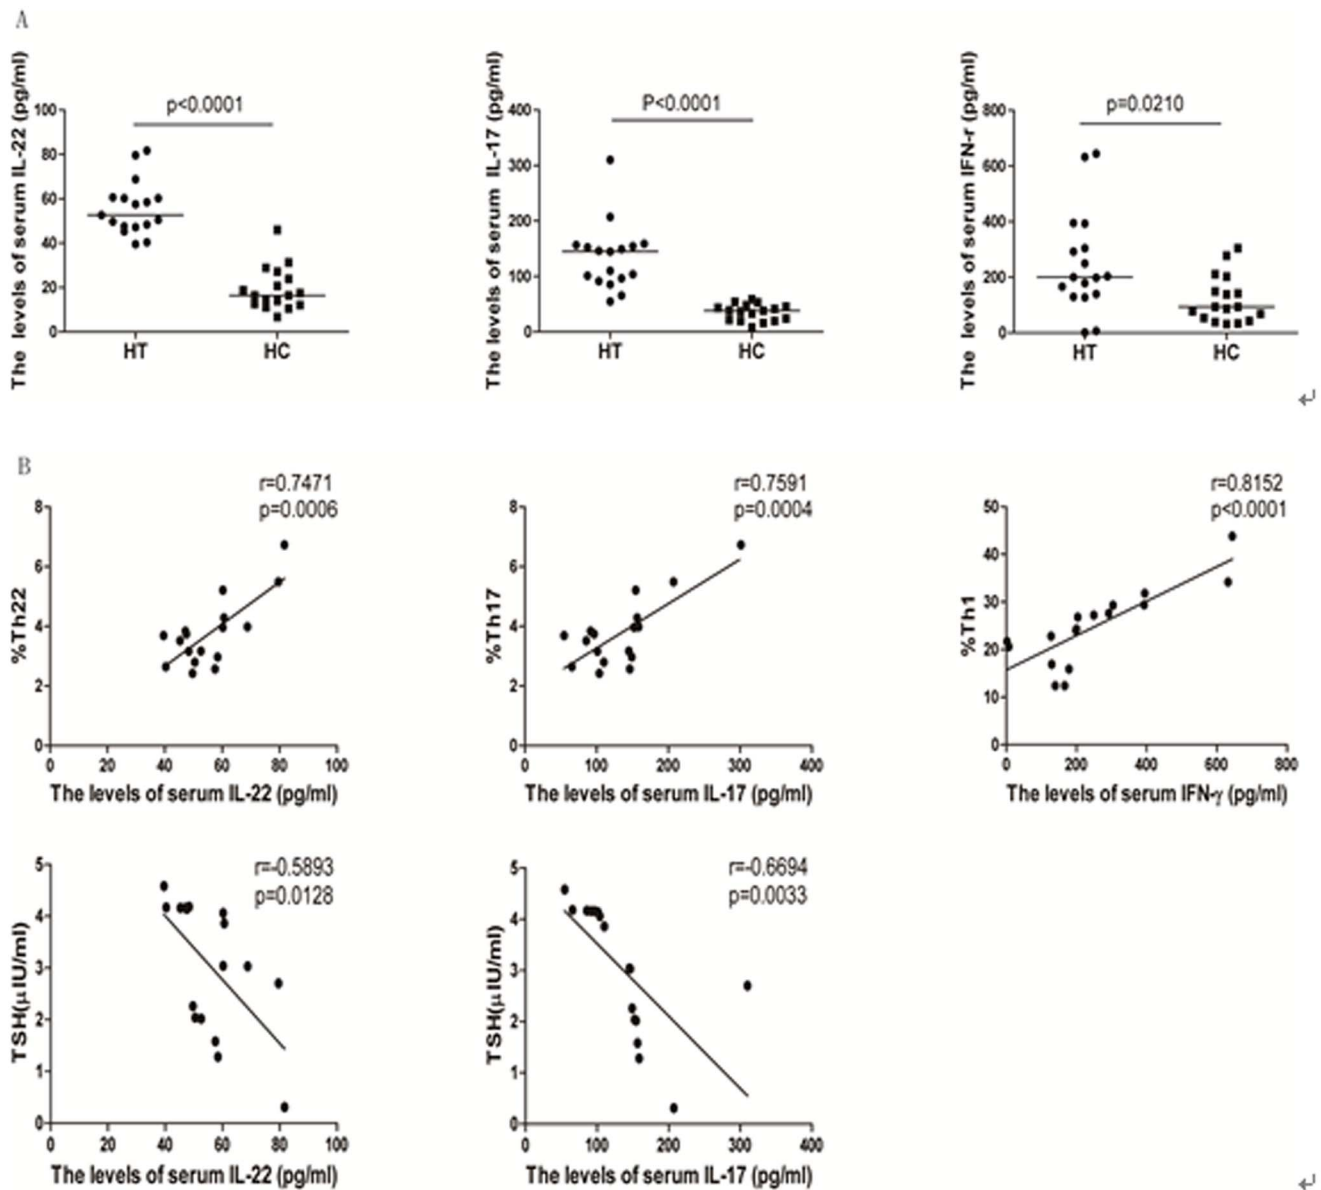 A
The levels of serum IL-22 (pg/ml)
100
80
60
40
20
0
p<0.0001
HT
HC
The levels of serum IL-17 (pg/ml)
400
300
200
100
0
P<0.0001
HT
HC
The levels of serum IFN-r (pg/ml)
800
600
400
200
0
p=0.0210
HT
HC
B
%Th22
8
6
4
2
0
r=0.7471
p=0.0006
0 20 40 60 80 100
The levels of serum IL-22 (pg/ml)
%Th17
8
6
4
2
0
r=0.7591
p=0.0004
0 100 200 300 400
The levels of serum IL-17 (pg/ml)
%Th1
50
40
30
20
10
0
r=0.8152
p<0.0001
0 200 400 600 800
The levels of serum IFN-γ (pg/ml)
TSH(μIU/ml)
5
4
3
2
1
0
r=-0.5893
p=0.0128
0 20 40 60 80 100
The levels of serum IL-22 (pg/ml)
TSH(μIU/ml)
5
4
3
2
1
0
r=-0.6694
p=0.0033
0 100 200 300 400
The levels of serum IL-17 (pg/ml)